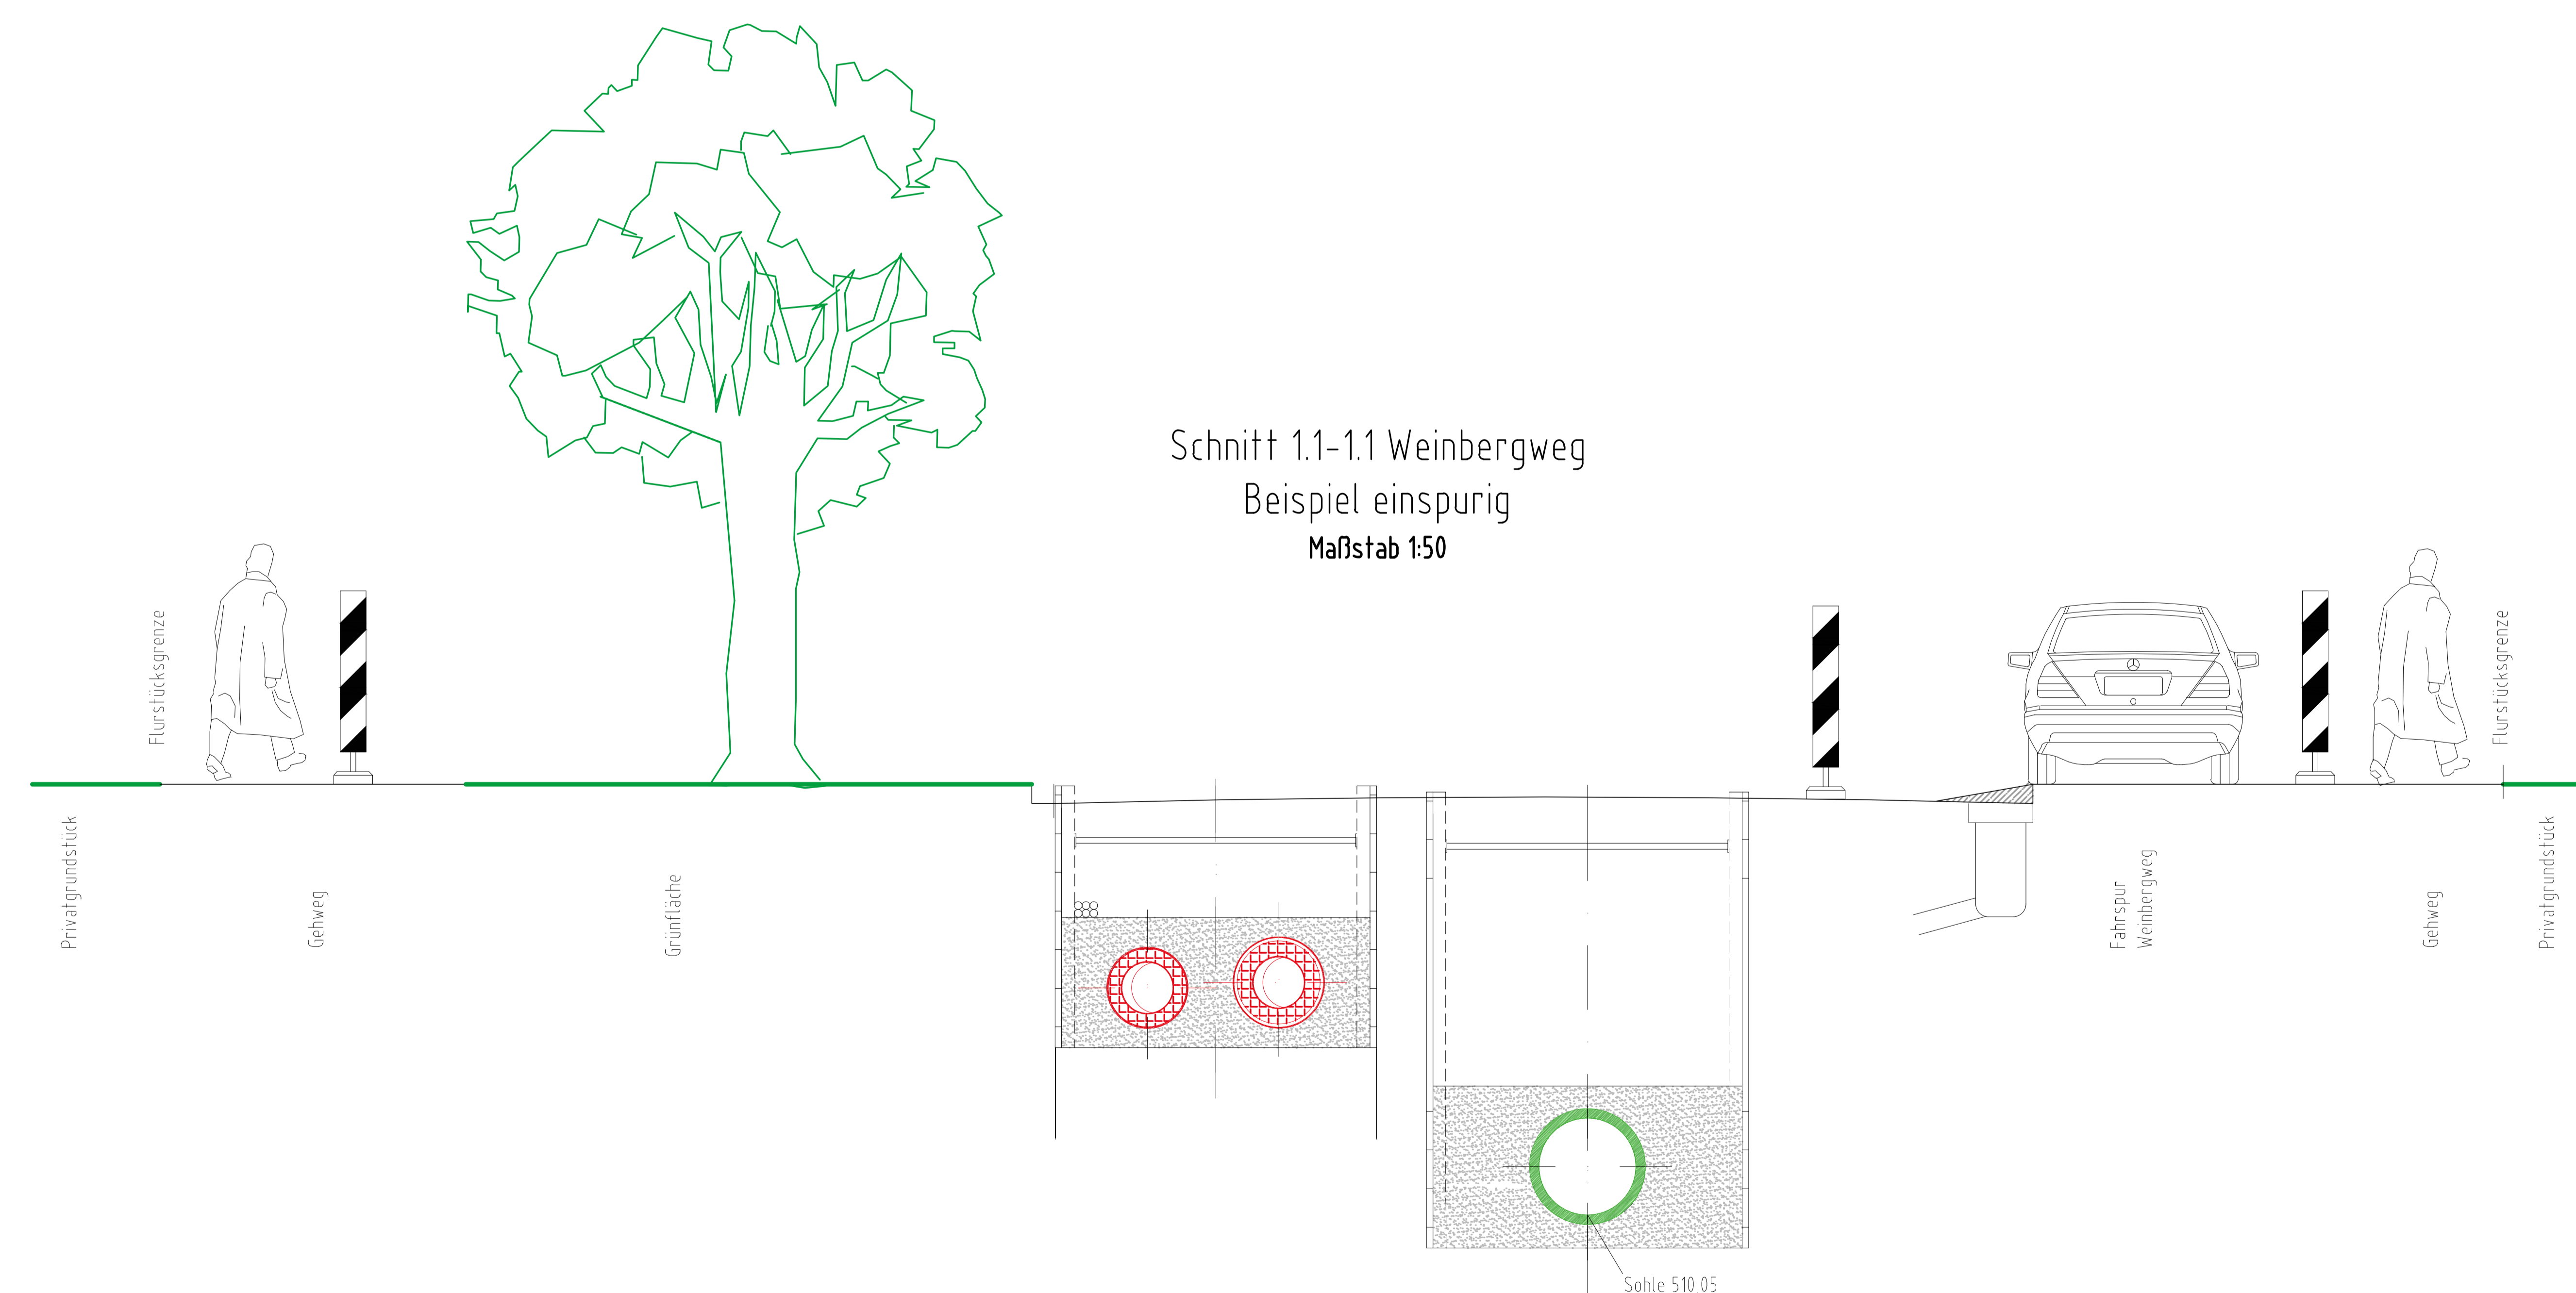 Schnitt 1.1-1.1 Weinbergweg
Beispiel einspurig
Maßstab 1:50
Flurstücksgrenze
Flurstücksgrenze
Privatgrundstück
Gehweg
Grünfläche
Fahrspur
Weinbergweg
Gehweg
Privatgrundstück
Sohle 510.05